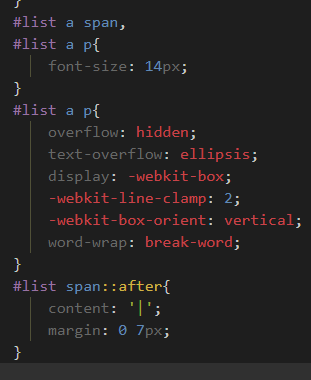 }
#list a span,
#list a p{
font-size: 14px;
}
#list a p{
overflow: hidden;
text-overflow: ellipsis;
display: -webkit-box;
-webkit-line-clamp: 2;
-webkit-box-orient: vertical;
word-wrap: break-word;
}
#list span::after{
content: '|';
margin: 0 7px;
}